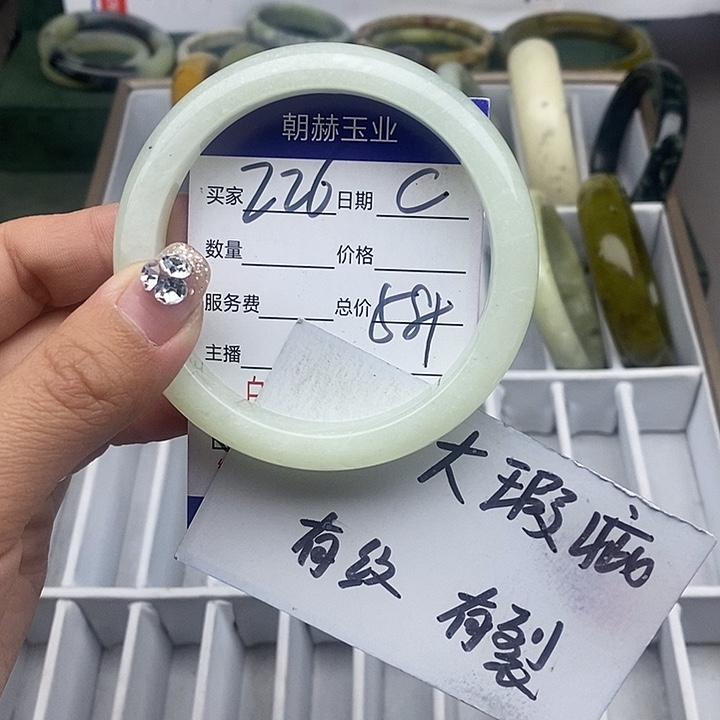 朝赫玉业
买家 226 日期 C
数量 价格
服务费 总价 584
主播
白
大瑕疵
有纹 有裂